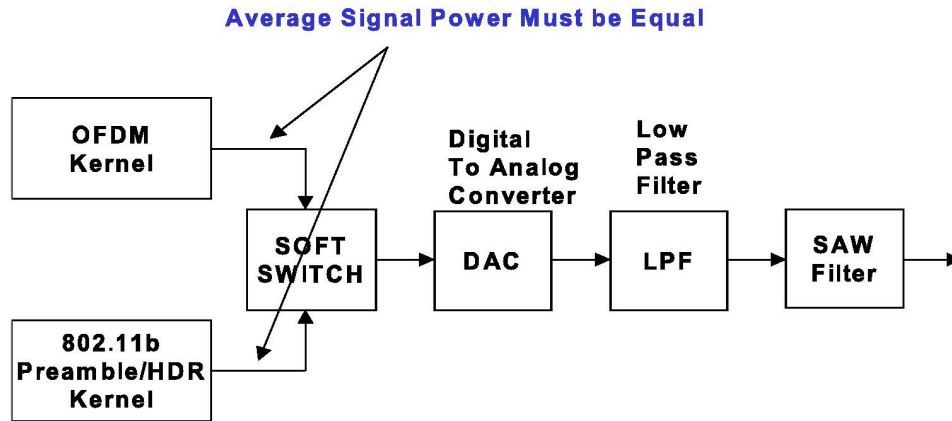 Average Signal Power Must be Equal
OFDM
Kernel
Digital
To Analog
Converter
Low
Pass
Filter
SOFT
SWITCH
DAC
LPF
SAW
Filter
802.11b
Preamble/HDR
Kernel